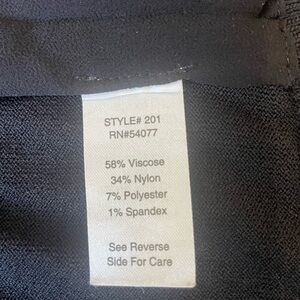 STYLE# 201
RN#54077
58% Viscose
34% Nylon
7% Polyester
1% Spandex
See Reverse
Side For Care